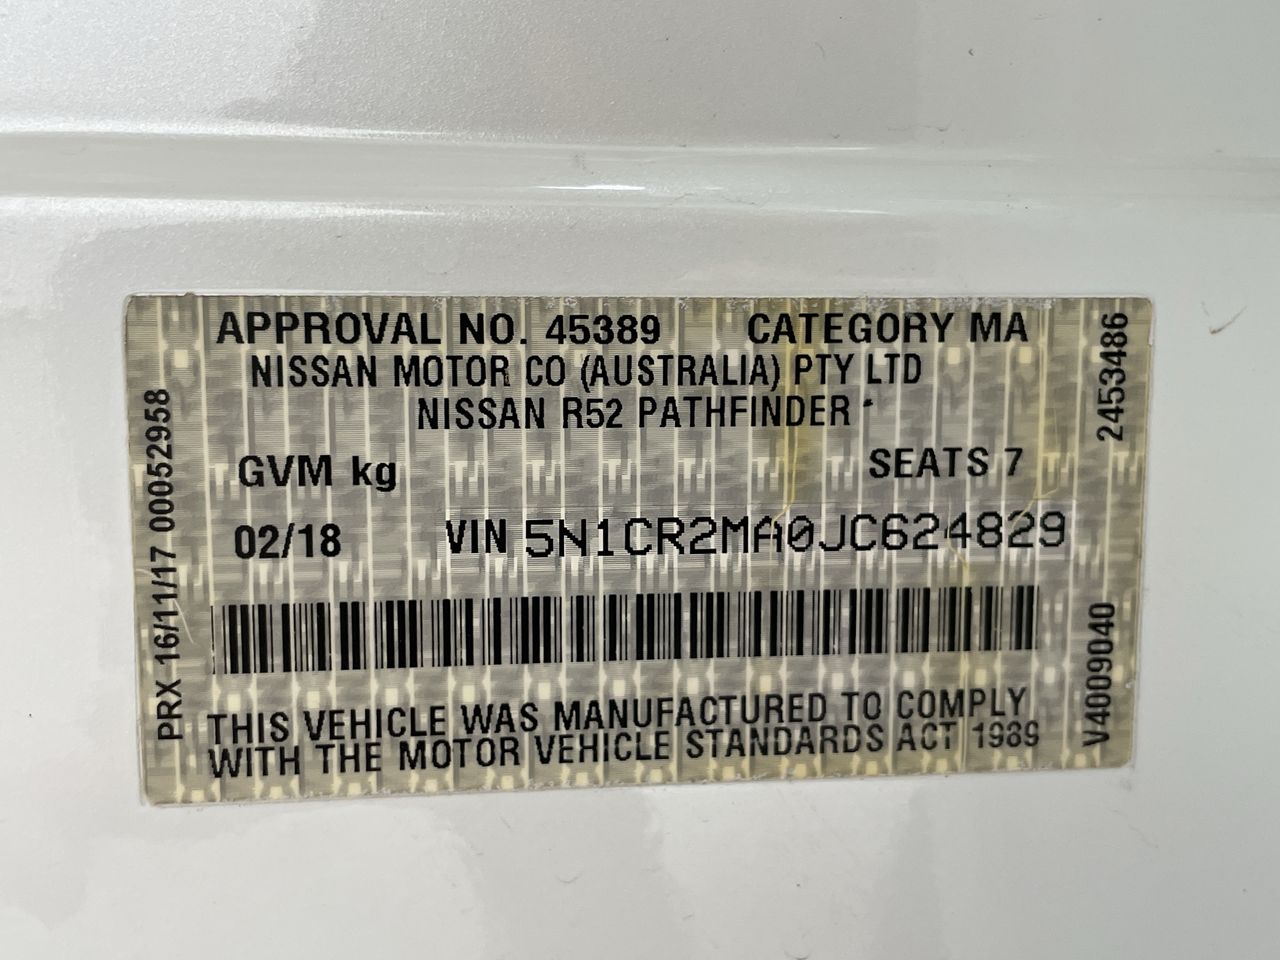 APPROVAL NO. 45389 CATEGORY MA
NISSAN MOTOR CO (AUSTRALIA) PTY LTD
NISSAN R52 PATHFINDER
GVM kg SEATS 7
02/18 VIN 5N1CR2MA0JC624829
THIS VEHICLE WAS MANUFACTURED TO COMPLY
WITH THE MOTOR VEHICLE STANDARDS ACT 1989
PRX 16/11/17 00052958
2453486
V4009040